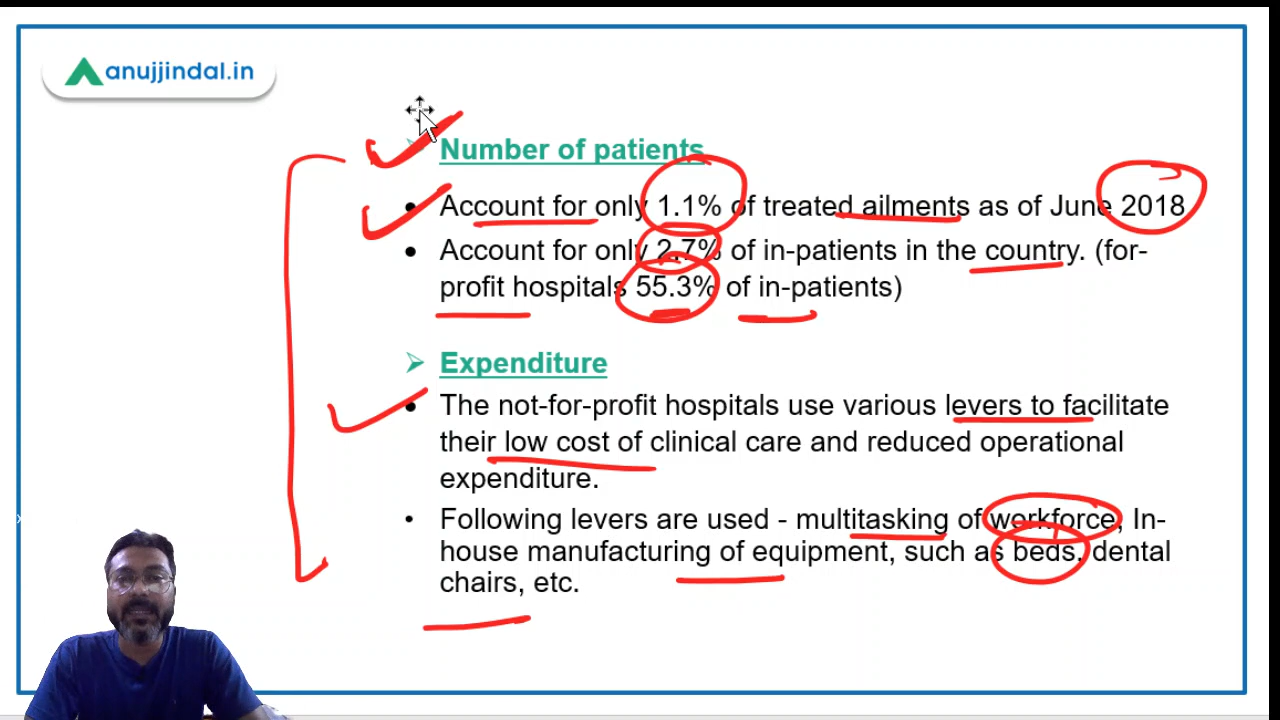 anujjindal.in
Number of patients
• Account for only 1.1% of treated ailments as of June 2018
• Account for only 2.7% of in-patients in the country. (for-
profit hospitals 55.3% of in-patients)
Expenditure
• The not-for-profit hospitals use various levers to facilitate
their low cost of clinical care and reduced operational
expenditure.
• Following levers are used - multitasking of workforce, In-
house manufacturing of equipment, such as beds, dental
chairs, etc.